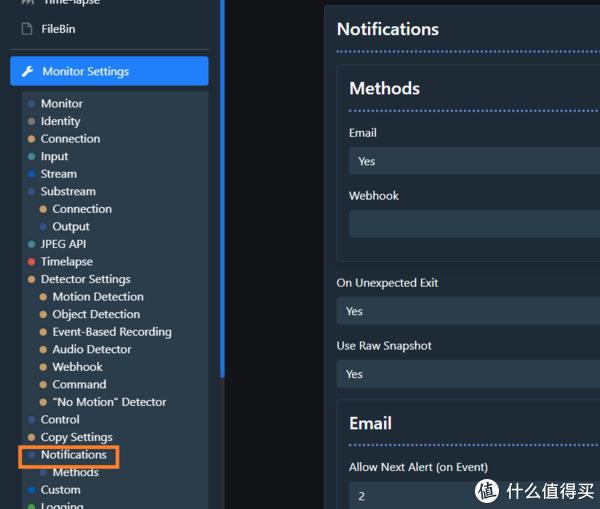 Time-lapse
FileBin
Monitor Settings
Monitor
Identity
Connection
Input
Stream
Substream
Connection
Output
JPEG API
Timelapse
Detector Settings
Motion Detection
Object Detection
Event-Based Recording
Audio Detector
Webhook
Command
"No Motion" Detector
Control
Copy Settings
Notifications
Methods
Custom
Logging
Notifications
Methods
Email
Yes
Webhook
On Unexpected Exit
Yes
Use Raw Snapshot
Yes
Email
Allow Next Alert (on Event)
2
值 什么值得买